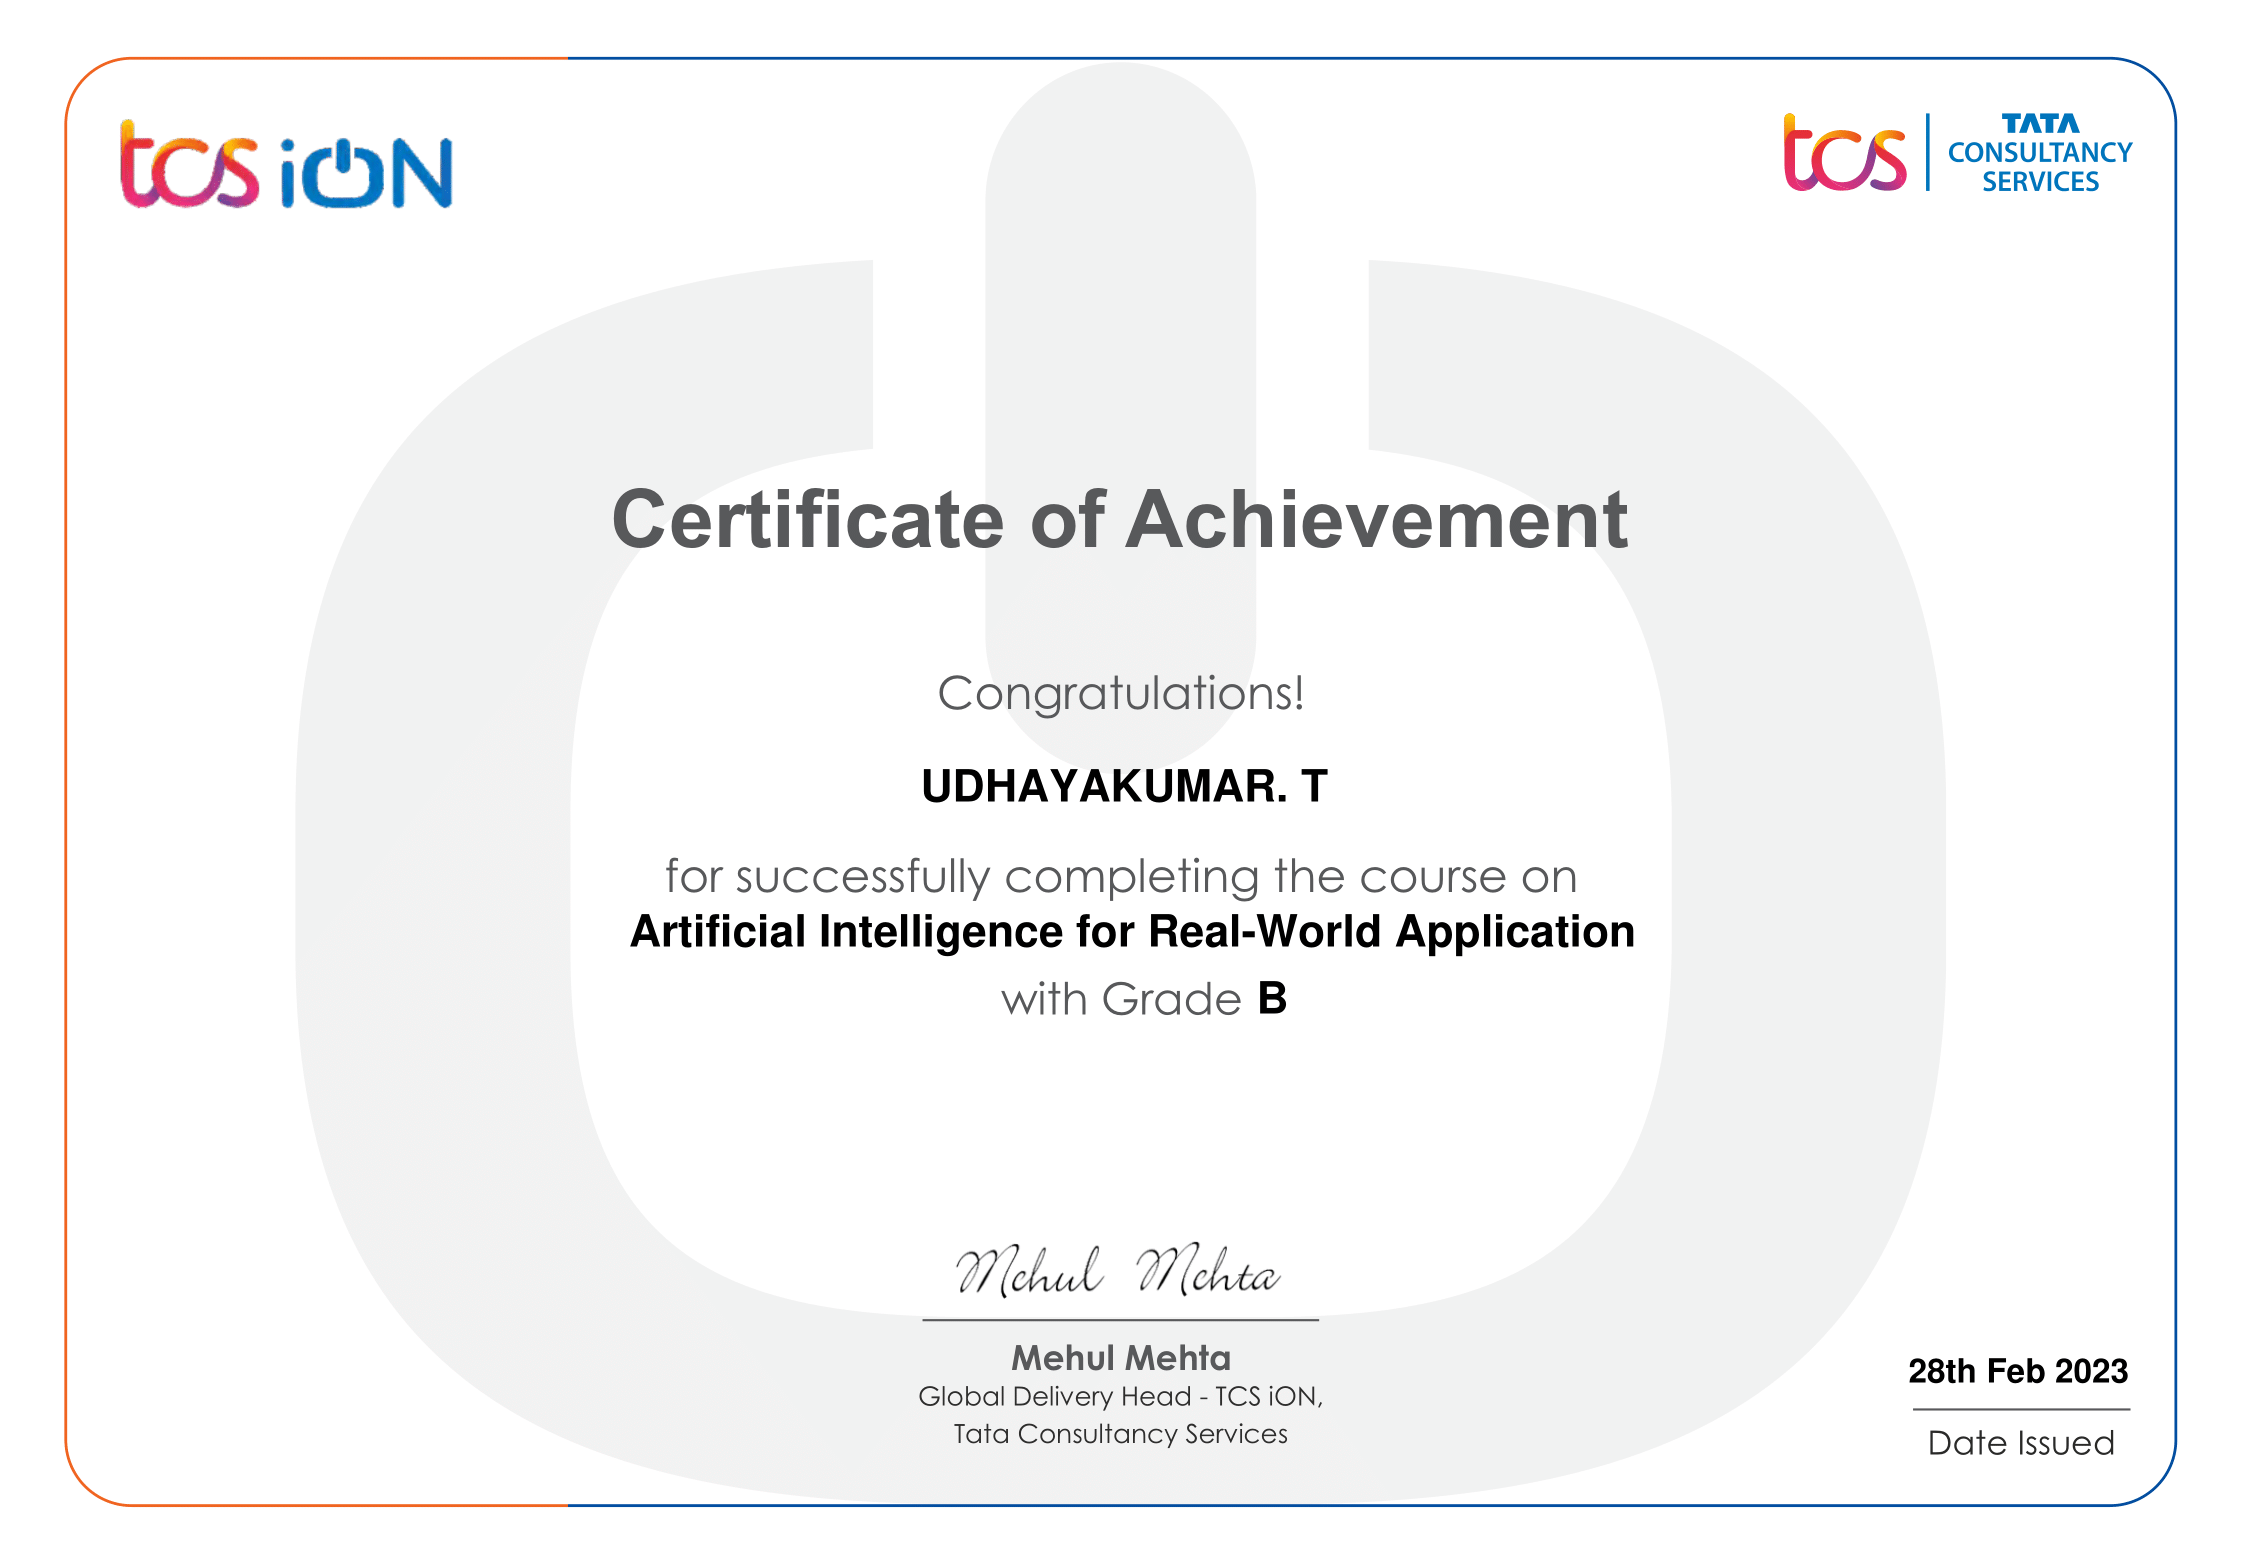 tcs iON
tcs | TATA
CONSULTANCY
SERVICES
Certificate of Achievement
Congratulations!
UDHAYAKUMAR. T
for successfully completing the course on
Artificial Intelligence for Real-World Application
with Grade B
Mehul Mehta
Mehul Mehta
Global Delivery Head - TCS iON,
Tata Consultancy Services
28th Feb 2023
Date Issued